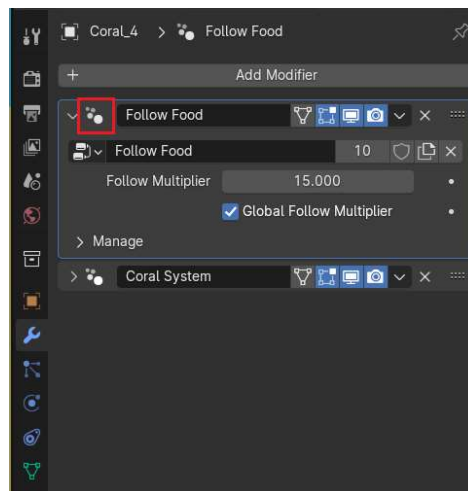 Coral_4 > Follow Food
+ Add Modifier
Follow Food
Follow Food 10
Follow Multiplier 15.000
Global Follow Multiplier
> Manage
> Coral System